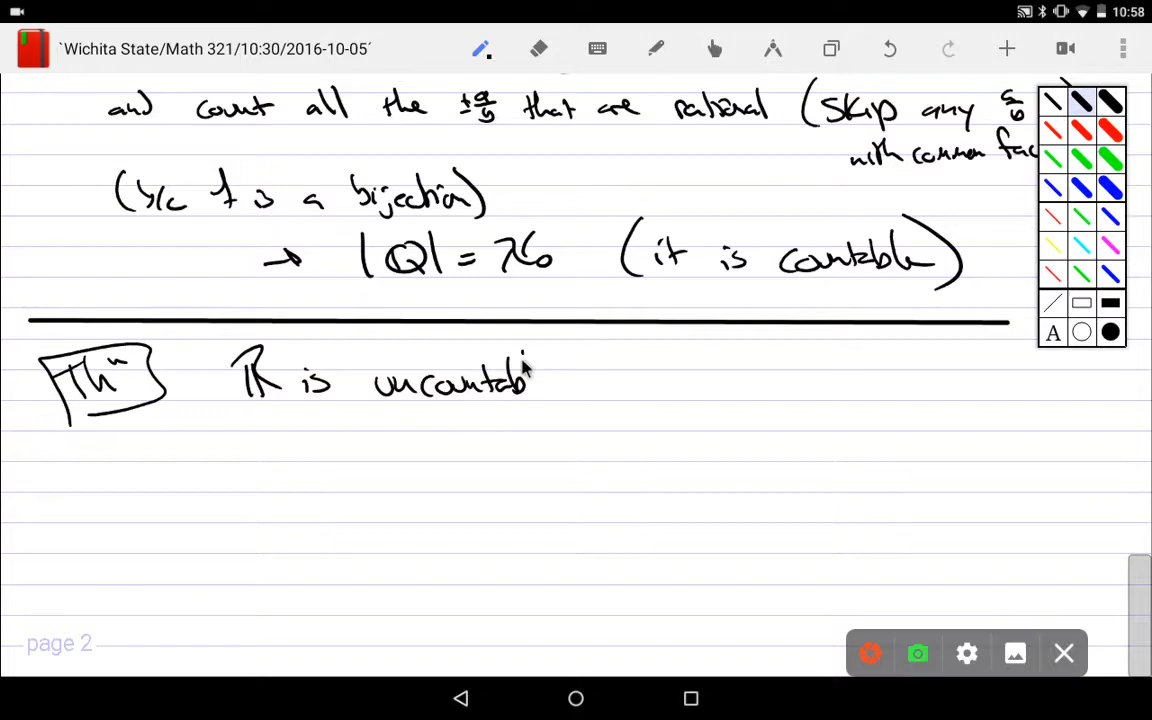 10:58
`Wichita State/Math 321/10:30/2016-10-05´
and count all the ±a/b that are rational (skip any a/b
with common fac
(b/c f is a bijection)
→ |Q| = ℵ₀ (it is countable)
Thᵐ ℝ is uncountabl
A
page 2